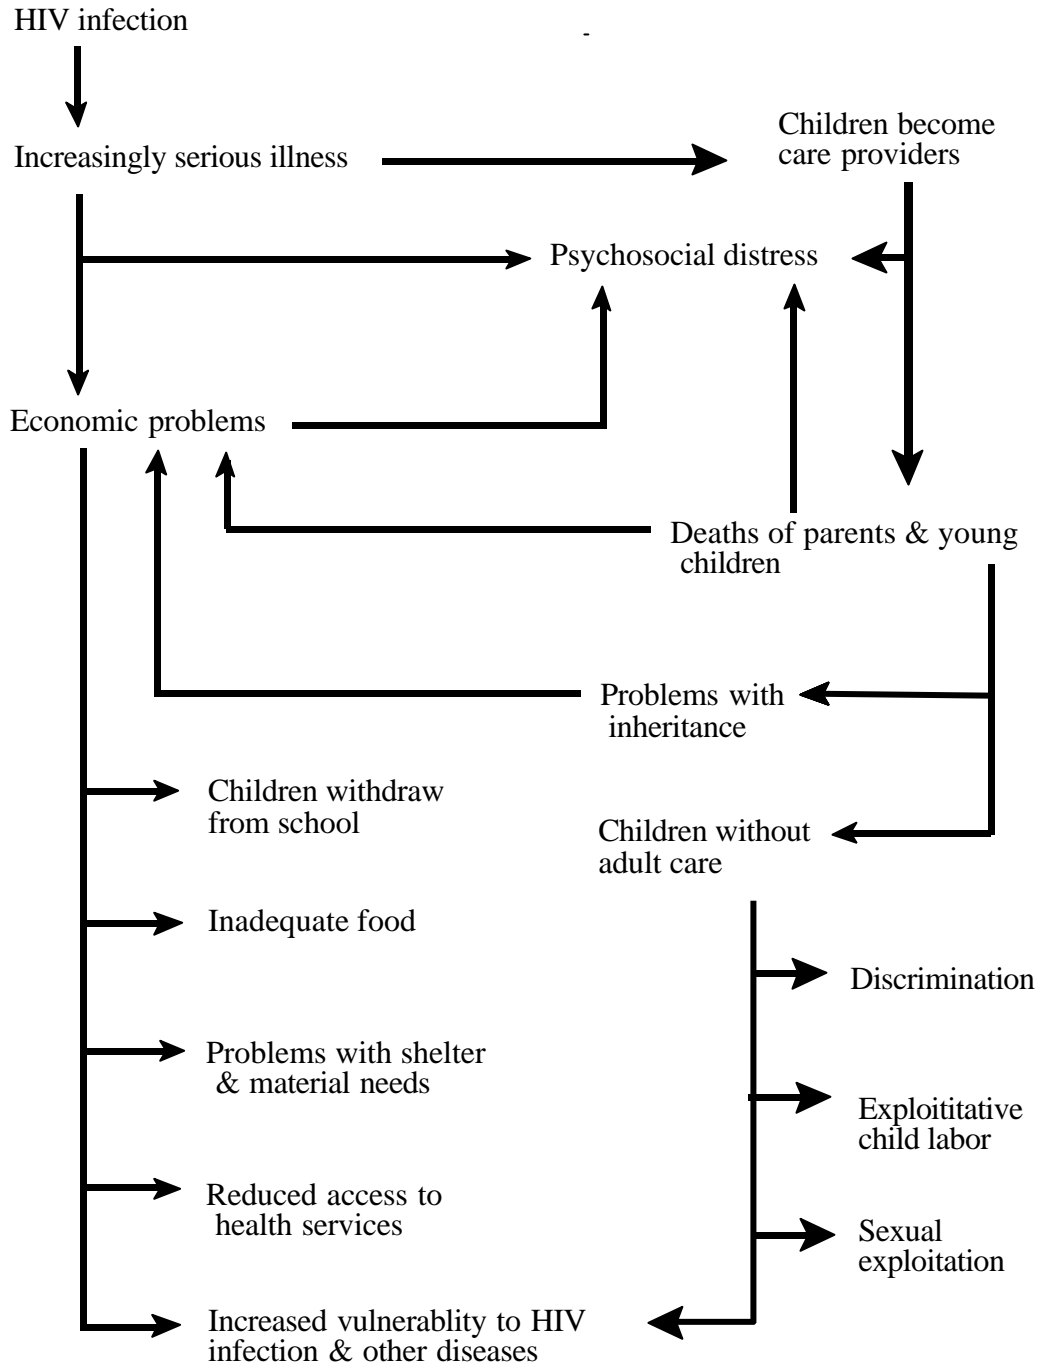 HIV infection
-
Increasingly serious illness
Children become
care providers
Psychosocial distress
Economic problems
Deaths of parents & young
children
Problems with
inheritance
Children withdraw
from school
Children without
adult care
Inadequate food
Discrimination
Problems with shelter
& material needs
Exploititative
child labor
Reduced access to
health services
Sexual
exploitation
Increased vulnerablity to HIV
infection & other diseases